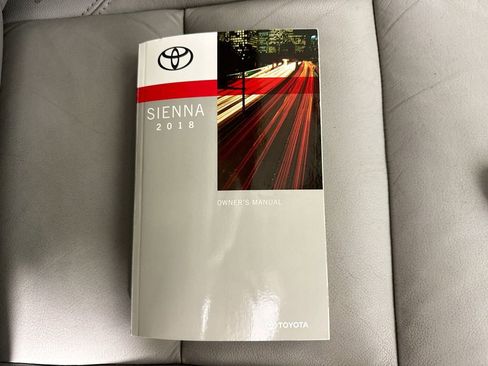 SIENNA
2018
OWNER'S MANUAL
TOYOTA